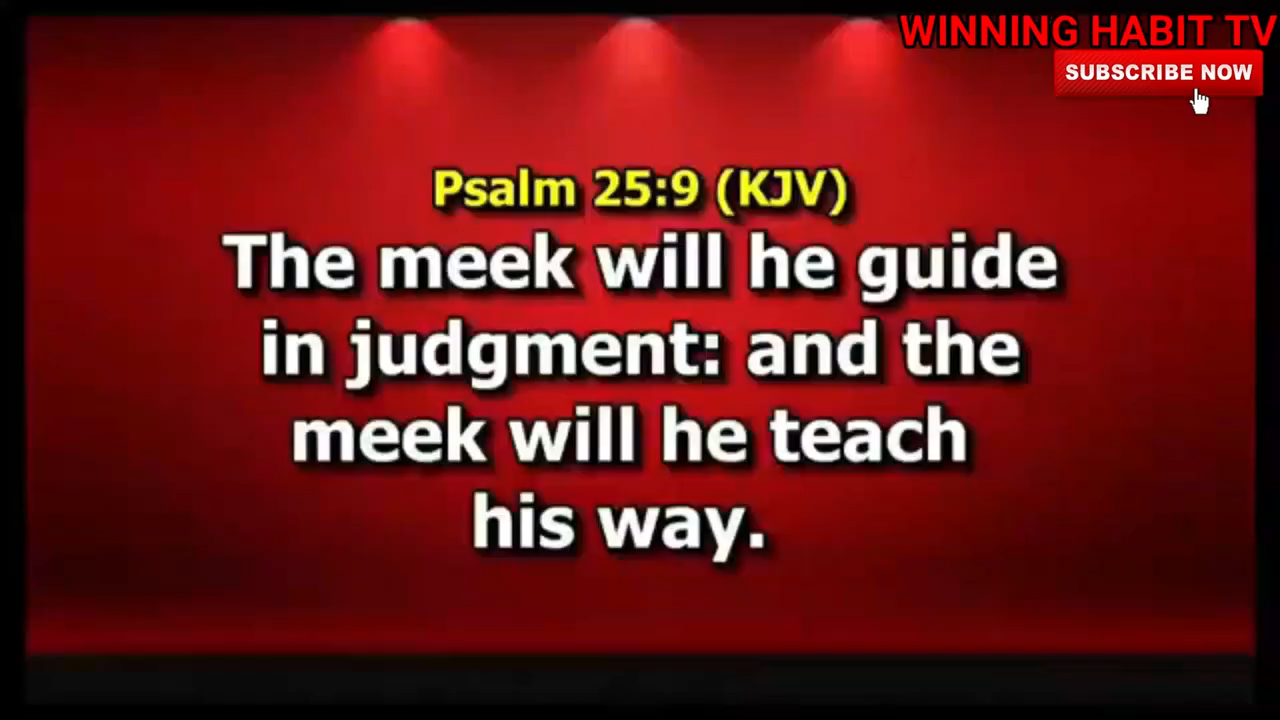 WINNING HABIT TV
SUBSCRIBE NOW
Psalm 25:9 (KJV)
The meek will he guide
in judgment: and the
meek will he teach
his way.